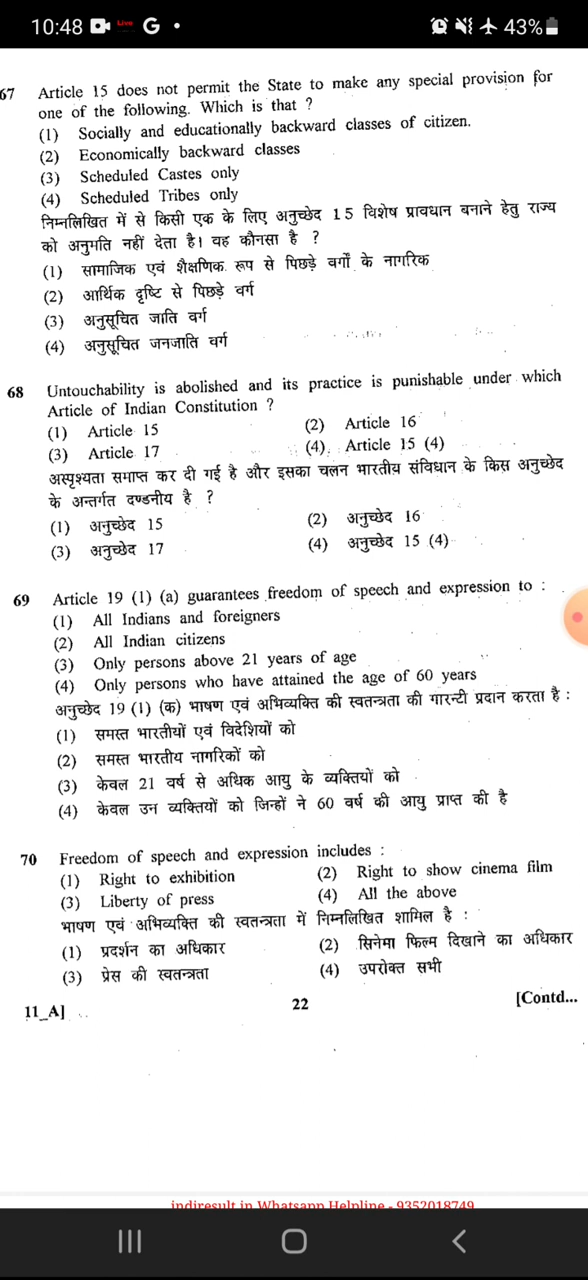 10:48 Live G •
43%
67 Article 15 does not permit the State to make any special provision for
one of the following. Which is that ?
(1) Socially and educationally backward classes of citizen.
(2) Economically backward classes
(3) Scheduled Castes only
(4) Scheduled Tribes only
निम्नलिखित में से किसी एक के लिए अनुच्छेद 15 विशेष प्रावधान बनाने हेतु राज्य
को अनुमति नहीं देता है। वह कौनसा है ?
(1) सामाजिक एवं शैक्षणिक रूप से पिछड़े वर्गों के नागरिक
(2) आर्थिक दृष्टि से पिछड़े वर्ग
(3) अनुसूचित जाति वर्ग
(4) अनुसूचित जनजाति वर्ग
68 Untouchability is abolished and its practice is punishable under which
Article of Indian Constitution ?
(1) Article 15 (2) Article 16
(3) Article 17 (4) Article 15 (4)
अस्पृश्यता समाप्त कर दी गई है और इसका चलन भारतीय संविधान के किस अनुच्छेद
के अन्तर्गत दण्डनीय है ?
(1) अनुच्छेद 15 (2) अनुच्छेद 16
(3) अनुच्छेद 17 (4) अनुच्छेद 15 (4)
69 Article 19 (1) (a) guarantees freedom of speech and expression to :
(1) All Indians and foreigners
(2) All Indian citizens
(3) Only persons above 21 years of age
(4) Only persons who have attained the age of 60 years
अनुच्छेद 19 (1) (क) भाषण एवं अभिव्यक्ति की स्वतन्त्रता की गारन्टी प्रदान करता है :
(1) समस्त भारतीयों एवं विदेशियों को
(2) समस्त भारतीय नागरिकों को
(3) केवल 21 वर्ष से अधिक आयु के व्यक्तियों को
(4) केवल उन व्यक्तियों को जिन्हों ने 60 वर्ष की आयु प्राप्त की है
70 Freedom of speech and expression includes :
(1) Right to exhibition (2) Right to show cinema film
(3) Liberty of press (4) All the above
भाषण एवं अभिव्यक्ति की स्वतन्त्रता में निम्नलिखित शामिल है :
(1) प्रदर्शन का अधिकार (2) सिनेमा फिल्म दिखाने का अधिकार
(3) प्रेस की स्वतन्त्रता (4) उपरोक्त सभी
11_A] 22 [Contd...
indiresult in Whatsapp Helpline - 9352018749